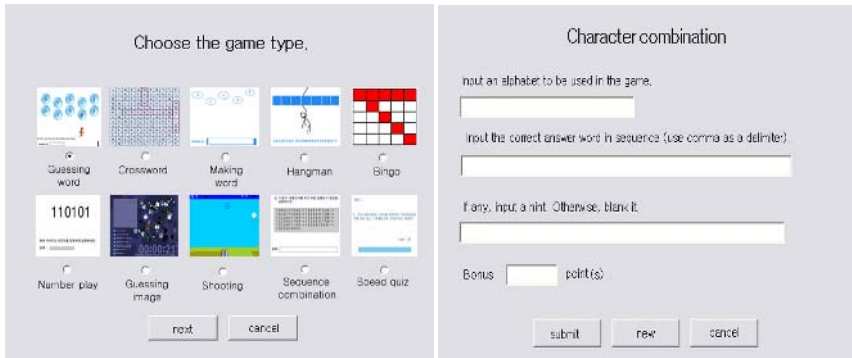 Choose the game type.
Guessing word
Crossword
Making word
Hangman
Bingo
110101
00:00:21
Number play
Guessing image
Shooting
Sequence combination
Speed quiz
next
cancel
Character combination
Input an alphabet to be used in the game.
Input the correct answer word in sequence (use comma as a delimiter)
If any, input a hint. Otherwise, blank it.
Bonus
point(s)
submit
new
cancel